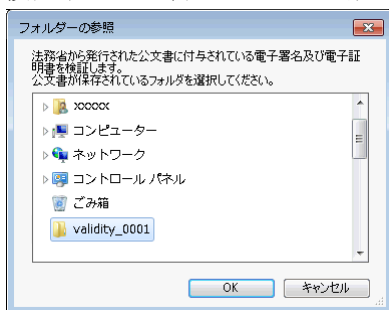 フォルダーの参照
法務省から発行された公文書に付与されている電子署名及び電子証
明書を検証します。
公文書が保存されているフォルダを選択してください。
xxxxx
コンピューター
ネットワーク
コントロール パネル
ごみ箱
validity_0001
OK
キャンセル